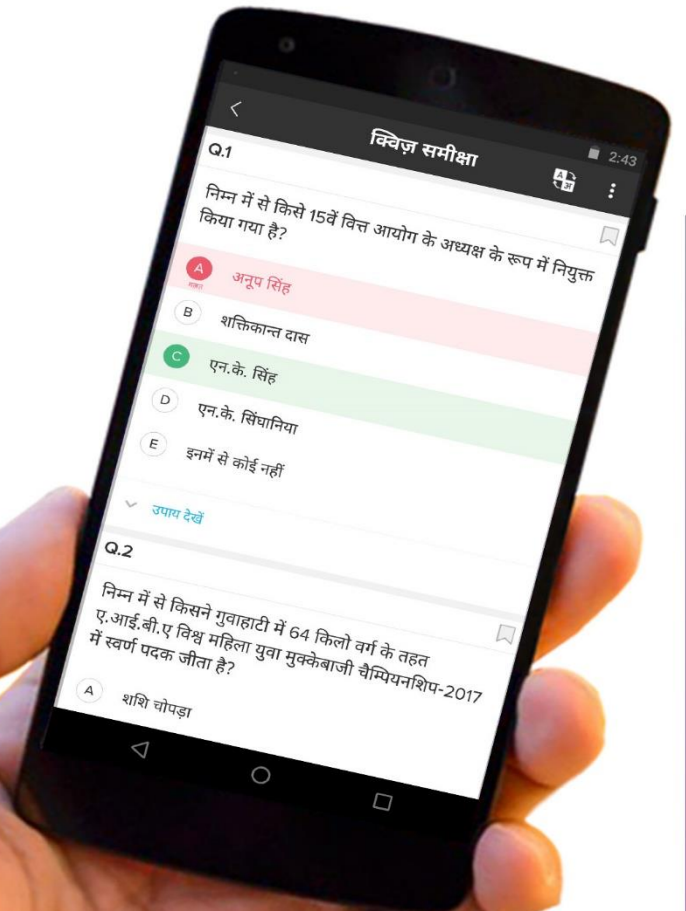 2:43
क्विज़ समीक्षा
Q.1
निम्न में से किसे 15वें वित्त आयोग के अध्यक्ष के रूप में नियुक्त
किया गया है?
A अनूप सिंह
गलत
B शक्तिकान्त दास
C एन.के. सिंह
D एन.के. सिंघानिया
E इनमें से कोई नहीं
उपाय देखें
Q.2
निम्न में से किसने गुवाहाटी में 64 किलो वर्ग के तहत
ए.आई.बी.ए विश्व महिला युवा मुक्केबाजी चैम्पियनशिप-2017
में स्वर्ण पदक जीता है?
A शशि चोपड़ा